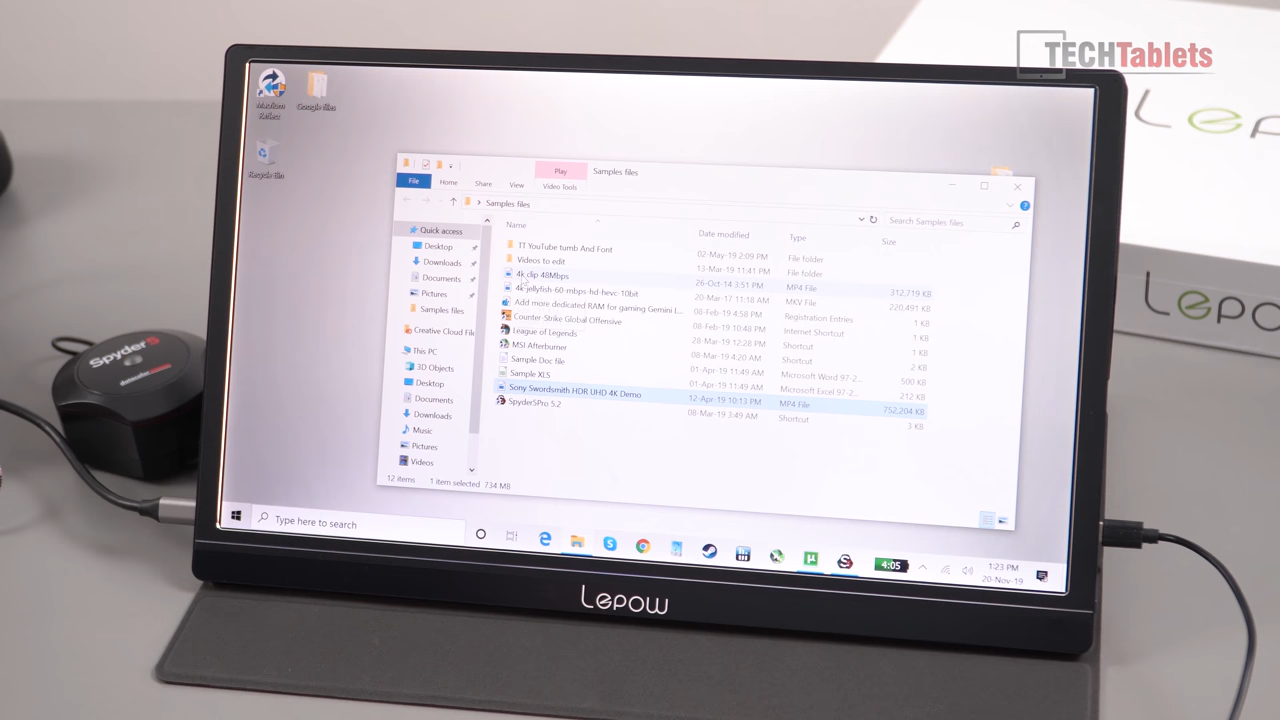 TECHTablets
Lepow
Macrium
Reflect
Google files
Recycle Bin
Play
Samples files
File
Home
Share
View
Video Tools
Samples files
Search Samples files
Name
Date modified
Type
Size
Quick access
Desktop
Downloads
Documents
Pictures
Samples files
Creative Cloud File
This PC
3D Objects
Desktop
Documents
Downloads
Music
Pictures
Videos
TT YouTube tumb And Font 02-May-19 2:09 PM File folder
Videos to edit 13-Mar-19 11:41 PM File folder
4k clip 48Mbps 26-Oct-14 3:51 PM MP4 File 312,719 KB
4k-jellyfish-60-mbps-hd-hevc-10bit 20-Mar-17 11:18 AM MKV File 220,491 KB
Add more dedicated RAM for gaming Gemini L... 08-Feb-19 4:58 PM Registration Entries 1 KB
Counter-Strike Global Offensive 08-Feb-19 10:48 PM Internet Shortcut 1 KB
League of Legends 28-Mar-19 12:28 PM Shortcut 1 KB
MSI Afterburner 08-Mar-19 4:20 AM Shortcut 2 KB
Sample Doc file 01-Apr-19 11:49 AM Microsoft Word 97-2... 500 KB
Sample XLS 01-Apr-19 11:49 AM Microsoft Excel 97-2... 212 KB
Sony Swordsmith HDR UHD 4K Demo 12-Apr-19 10:13 PM MP4 File 752,204 KB
Spyder5Pro 5.2 08-Mar-19 3:49 AM Shortcut 3 KB
12 items
1 item selected 734 MB
Type here to search
4:05
1:23 PM
20-Nov-19
Lepow
Spyder5
datacolor